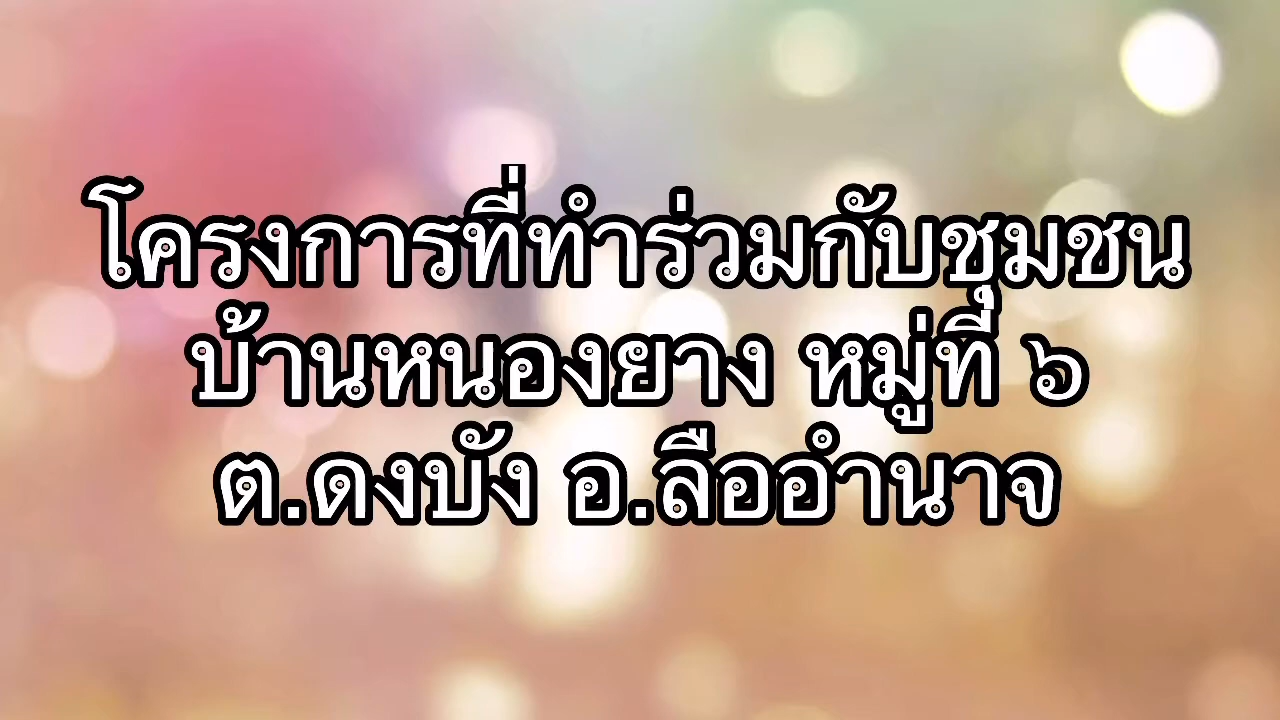 โครงการที่ทำร่วมกับชุมชน
บ้านหนองยาง หมู่ที่ ๖
ต.ดงบัง อ.ลืออำนาจ